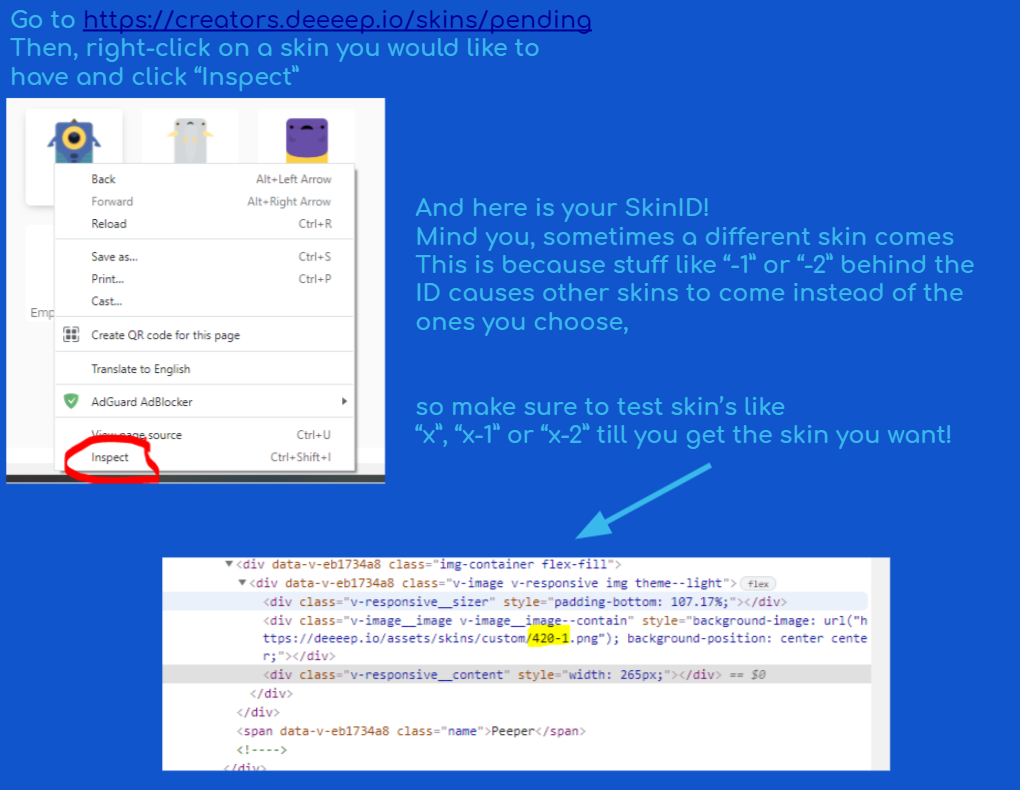 Go to https://creators.deeeep.io/skins/pending
Then, right-click on a skin you would like to
have and click “Inspect”
Back Alt+Left Arrow
Forward Alt+Right Arrow
Reload Ctrl+R
Save as... Ctrl+S
Print... Ctrl+P
Cast...
Emp
Create QR code for this page
Translate to English
AdGuard AdBlocker
View page source Ctrl+U
Inspect Ctrl+Shift+I
And here is your SkinID!
Mind you, sometimes a different skin comes
This is because stuff like “-1” or “-2” behind the
ID causes other skins to come instead of the
ones you choose,
so make sure to test skin’s like
“x”, “x-1” or “x-2” till you get the skin you want!
▼<div data-v-eb1734a8 class="img-container flex-fill">
▼<div data-v-eb1734a8 class="v-image v-responsive img theme--light"> flex
<div class="v-responsive__sizer" style="padding-bottom: 107.17%;"></div>
<div class="v-image__image v-image__image--contain" style="background-image: url("h
ttps://deeeep.io/assets/skins/custom/420-1.png"); background-position: center cente
r;"></div>
<div class="v-responsive__content" style="width: 265px;"></div> == $0
</div>
</div>
<span data-v-eb1734a8 class="name">Peeper</span>
<!---->
</div>